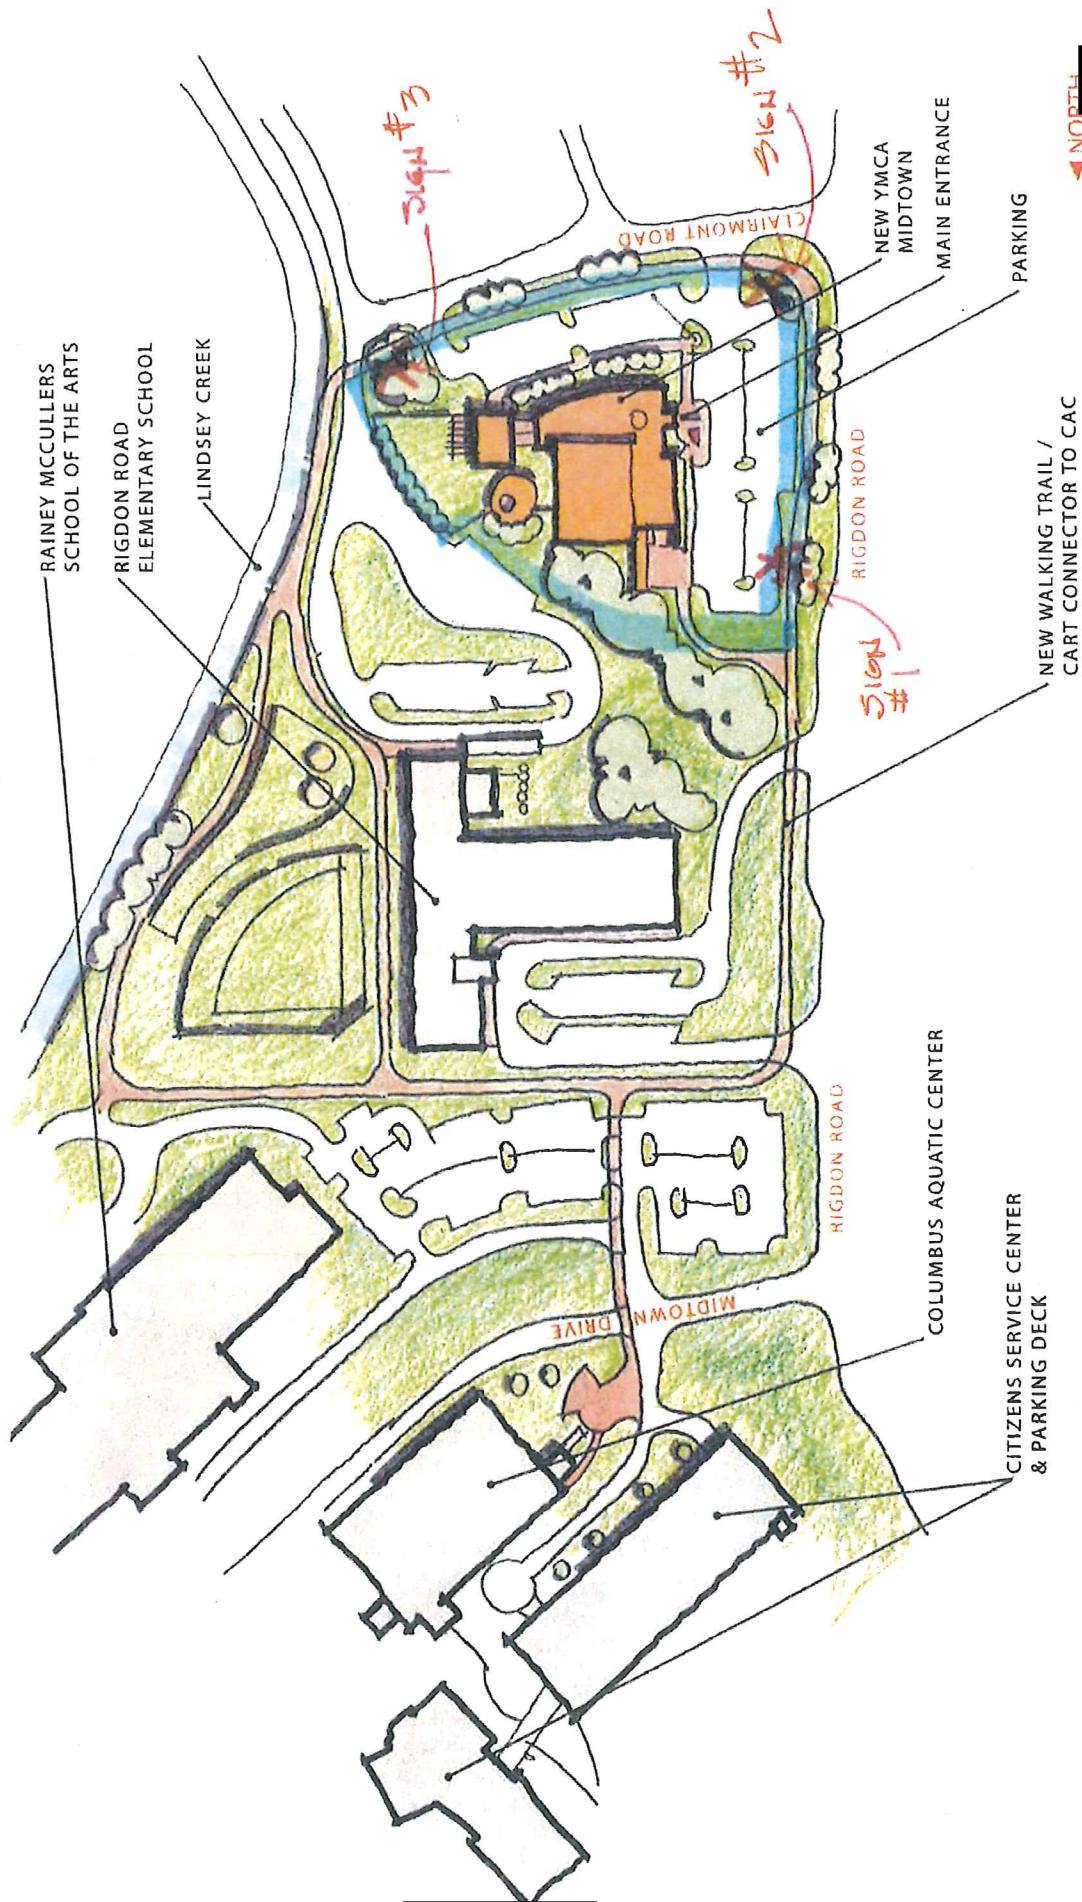 RAINEY MCCULLERS
SCHOOL OF THE ARTS
RIGDON ROAD
ELEMENTARY SCHOOL
LINDSEY CREEK
SIGN #3
SIGN #2
CLAIRMONT ROAD
NEW YMCA
MIDTOWN
MAIN ENTRANCE
PARKING
NORTH
RIGDON ROAD
SIGN
#1
NEW WALKING TRAIL /
CART CONNECTOR TO CAC
RIGDON ROAD
MIDTOWN DRIVE
COLUMBUS AQUATIC CENTER
CITIZENS SERVICE CENTER
& PARKING DECK